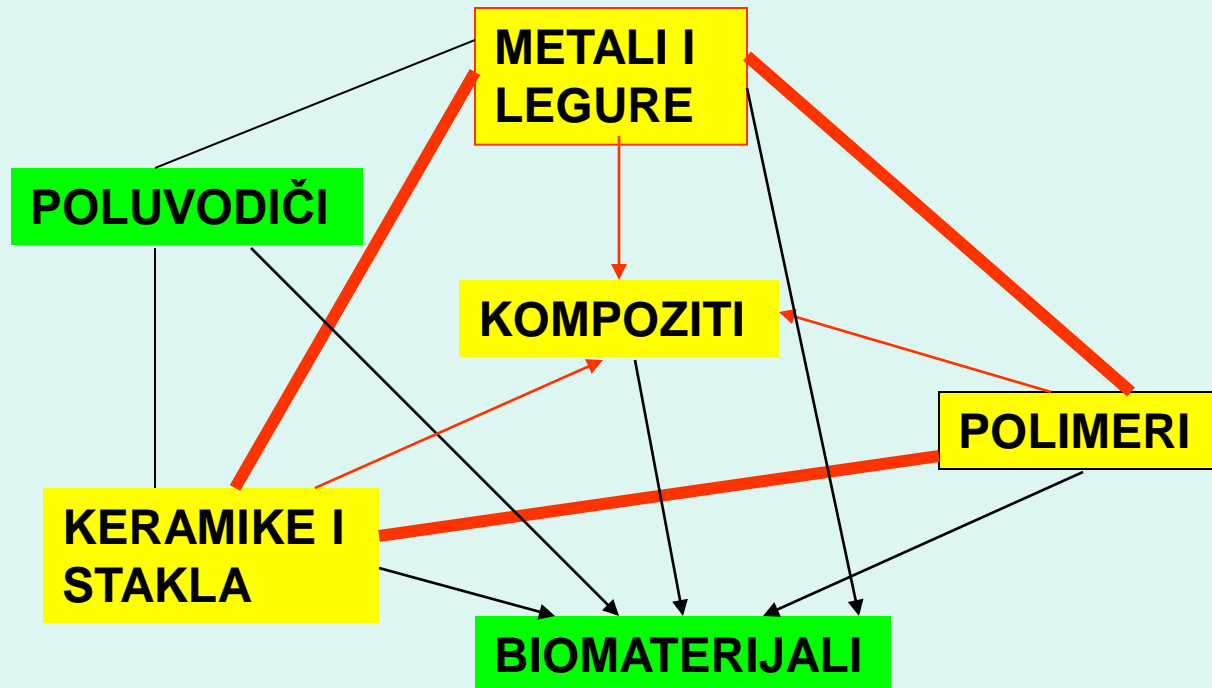 METALI I
LEGURE
POLUVODIČI
KOMPOZITI
POLIMERI
KERAMIKE I
STAKLA
BIOMATERIJALI